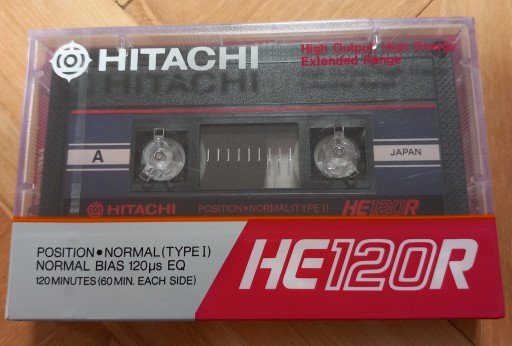 HITACHI
High Output, High Energy
Extended Range
A
JAPAN
HITACHI POSITION•NORMAL(TYPE I) HE120R
POSITION•NORMAL(TYPE I)
NORMAL BIAS 120μs EQ
120 MINUTES (60 MIN. EACH SIDE)
HE120R